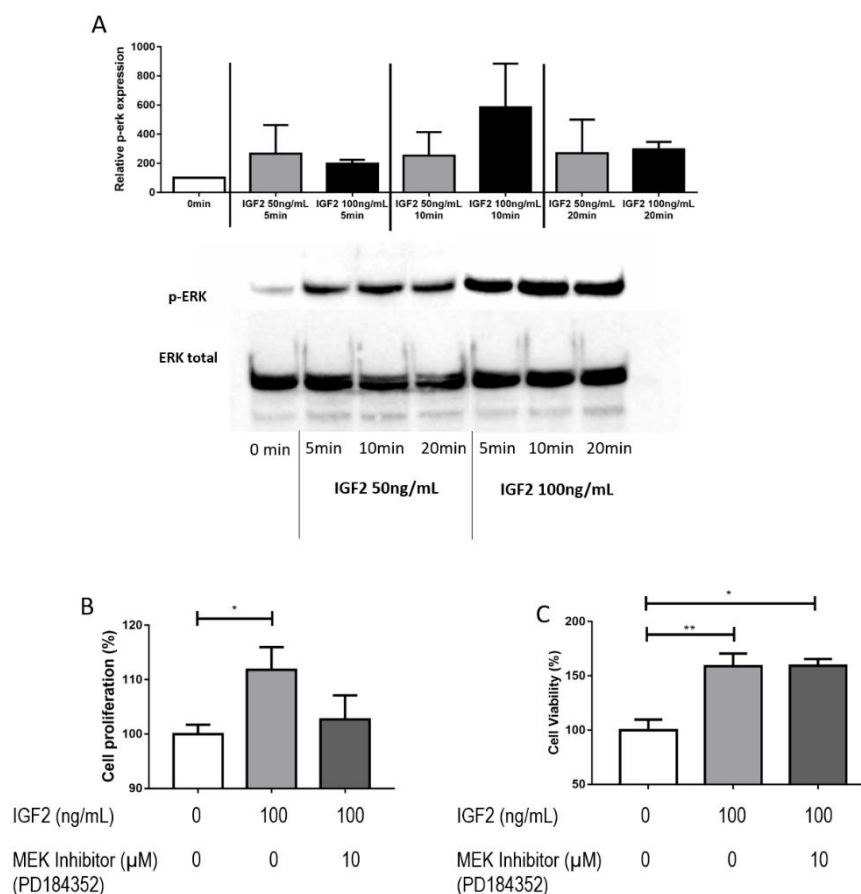 A
Relative p-erk expression
1000
800
600
400
200
0
0min
IGF2 50ng/mL
5min
IGF2 100ng/mL
5min
IGF2 50ng/mL
10min
IGF2 100ng/mL
10min
IGF2 50ng/mL
20min
IGF2 100ng/mL
20min
p-ERK
ERK total
0 min 5min 10min 20min 5min 10min 20min
IGF2 50ng/mL IGF2 100ng/mL
B
Cell proliferation (%)
120
110
100
90
*
IGF2 (ng/mL) 0 100 100
MEK Inhibitor (µM) 0 0 10
(PD184352)
C
Cell Viability (%)
200
150
100
50
*
**
IGF2 (ng/mL) 0 100 100
MEK Inhibitor (µM) 0 0 10
(PD184352)